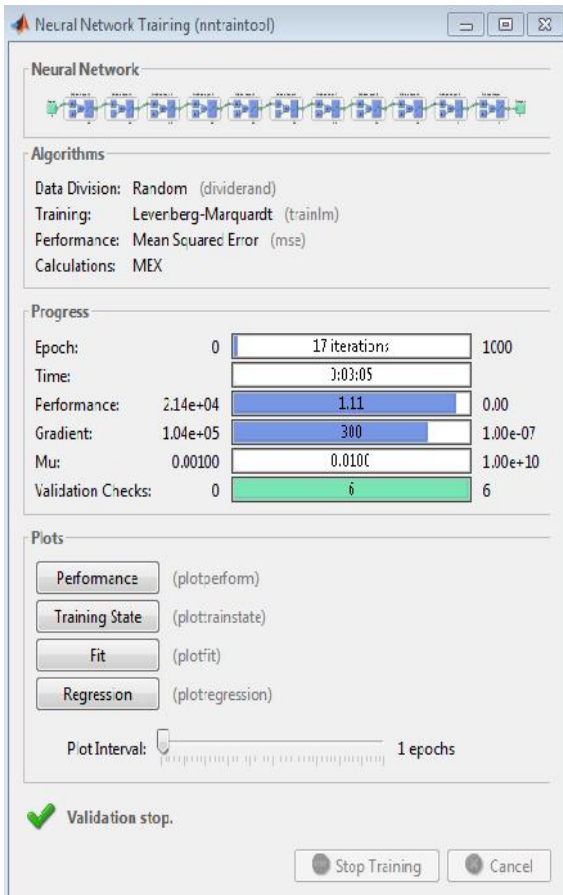 Neural Network Training (nntraintool)
Neural Network
Algorithms
Data Division: Random (dividerand)
Training: Levenberg-Marquardt (trainlm)
Performance: Mean Squared Error (mse)
Calculations: MEX
Progress
Epoch: 0 17 iterations 1000
Time: 0:03:05
Performance: 2.14e+04 1.11 0.00
Gradient: 1.04e+05 300 1.00e-07
Mu: 0.00100 0.0100 1.00e+10
Validation Checks: 0 6 6
Plots
Performance (plotperform)
Training State (plottrainstate)
Fit (plotfit)
Regression (plotregression)
Plot Interval: 1 epochs
Validation stop.
Stop Training Cancel